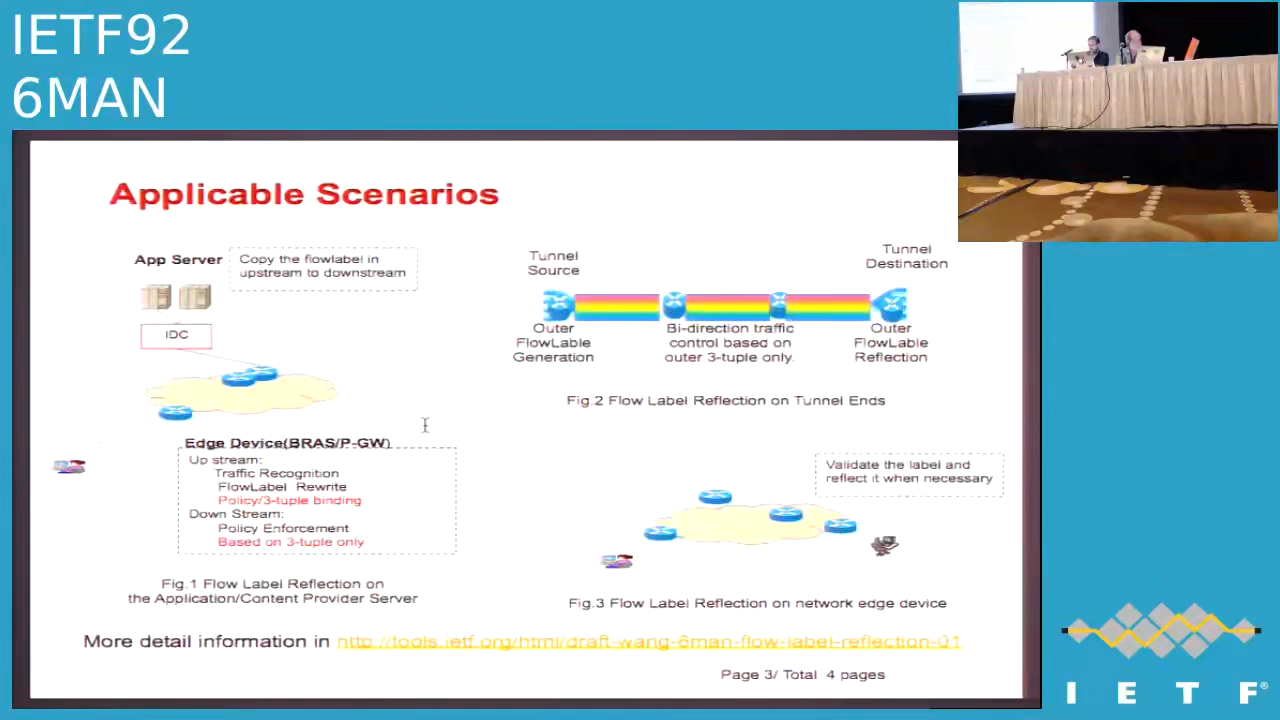 IETF92
6MAN
Applicable Scenarios
App Server
Copy the flowlabel in
upstream to downstream
IDC
Edge Device(BRAS/P-GW)
Up stream:
Traffic Recognition
FlowLabel Rewrite
Policy/3-tuple binding
Down Stream:
Policy Enforcement
Based on 3-tuple only
Fig.1 Flow Label Reflection on
the Application/Content Provider Server
Tunnel
Source
Tunnel
Destination
Outer
FlowLable
Generation
Bi-direction traffic
control based on
outer 3-tuple only.
Outer
FlowLable
Reflection
Fig.2 Flow Label Reflection on Tunnel Ends
Validate the label and
reflect it when necessary
Fig.3 Flow Label Reflection on network edge device
More detail information in http://tools.ietf.org/html/draft-wang-6man-flow-label-reflection-01
Page 3/ Total 4 pages
I E T F®